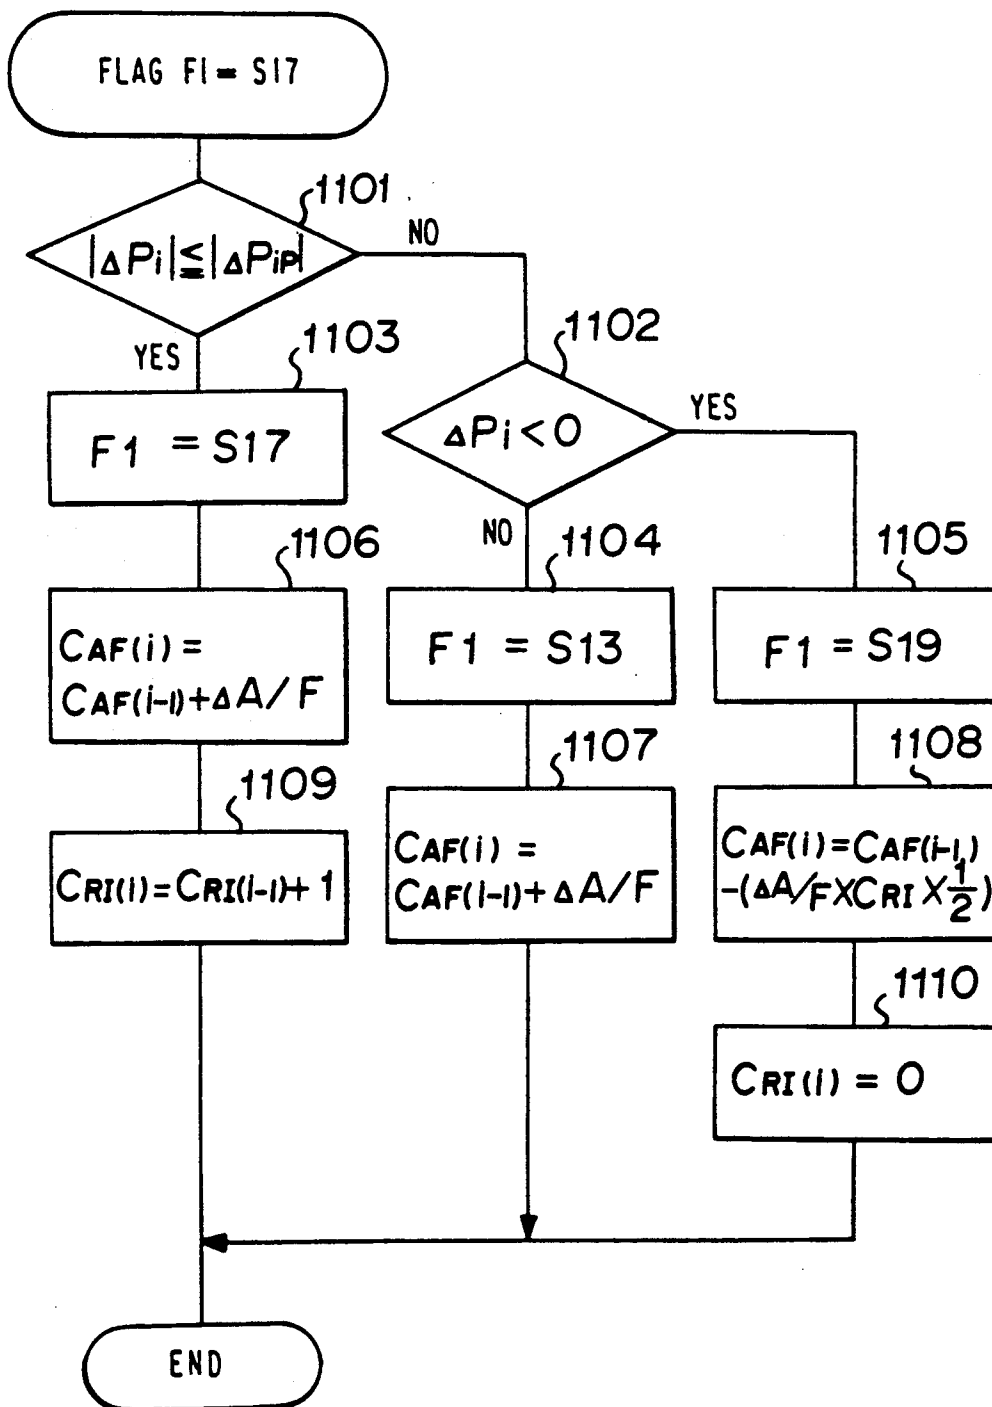 FLAG F1 = S17
1101
|ΔPi|≦|ΔPiP|
NO
YES
1103
1102
F1 = S17
ΔPi<0
YES
NO
1106
1104
1105
CAF(i) =
CAF(i-1)+ΔA/F
F1 = S13
F1 = S19
1109
1107
1108
CRI(i)=CRI(i-1)+1
CAF(i) =
CAF(i-1)+ΔA/F
CAF(i)=CAF(i-1)
-(ΔA/F×CRI×1/2)
1110
CRI(i) = 0
END